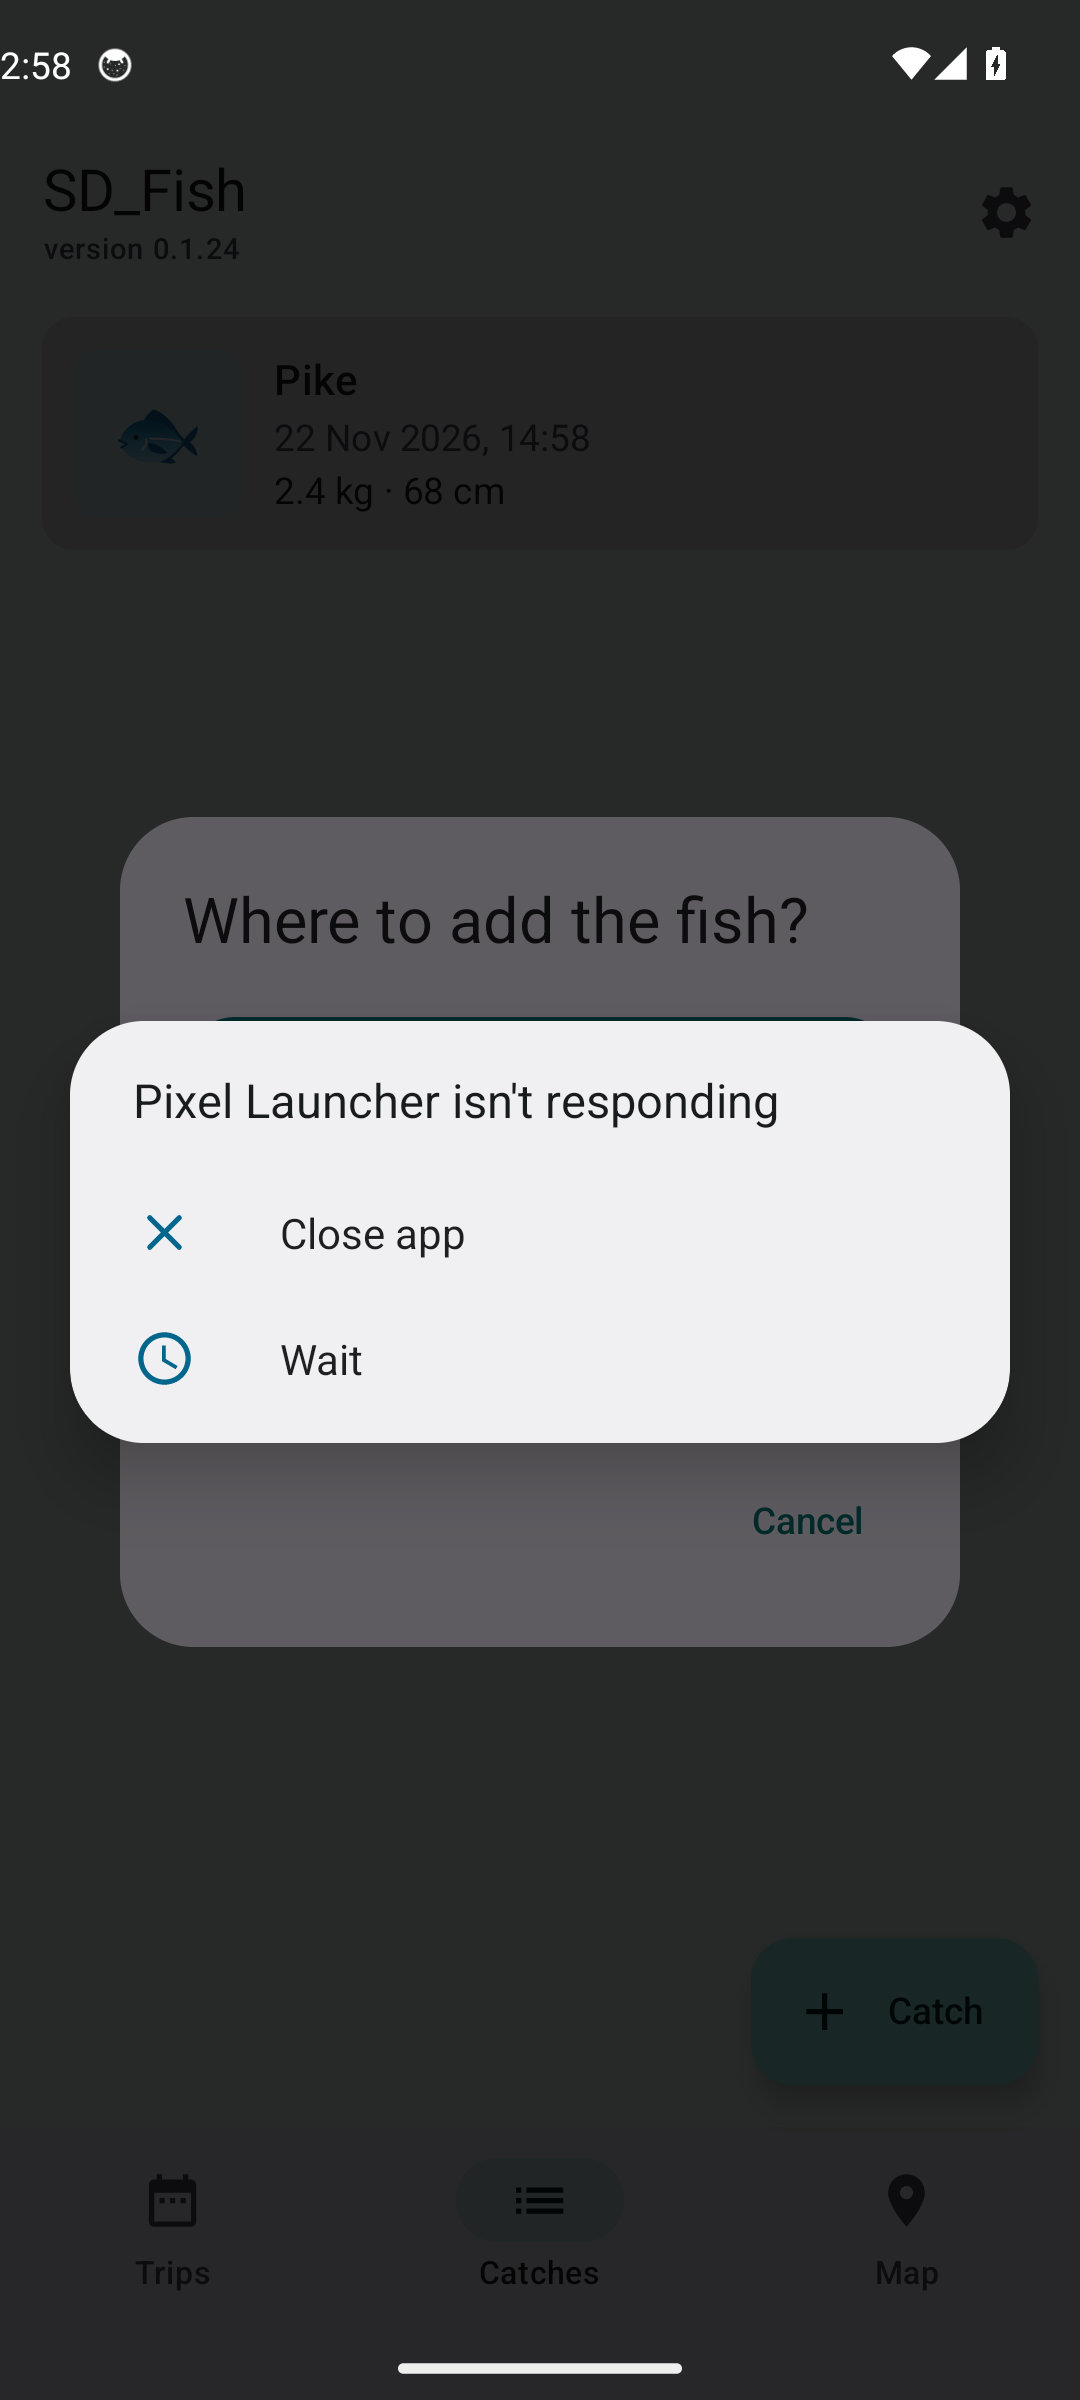 2:58
SD_Fish
version 0.1.24
Pike
22 Nov 2026, 14:58
2.4 kg · 68 cm
Where to add the fish?
Pixel Launcher isn't responding
Close app
Wait
Cancel
Catch
Trips
Catches
Map